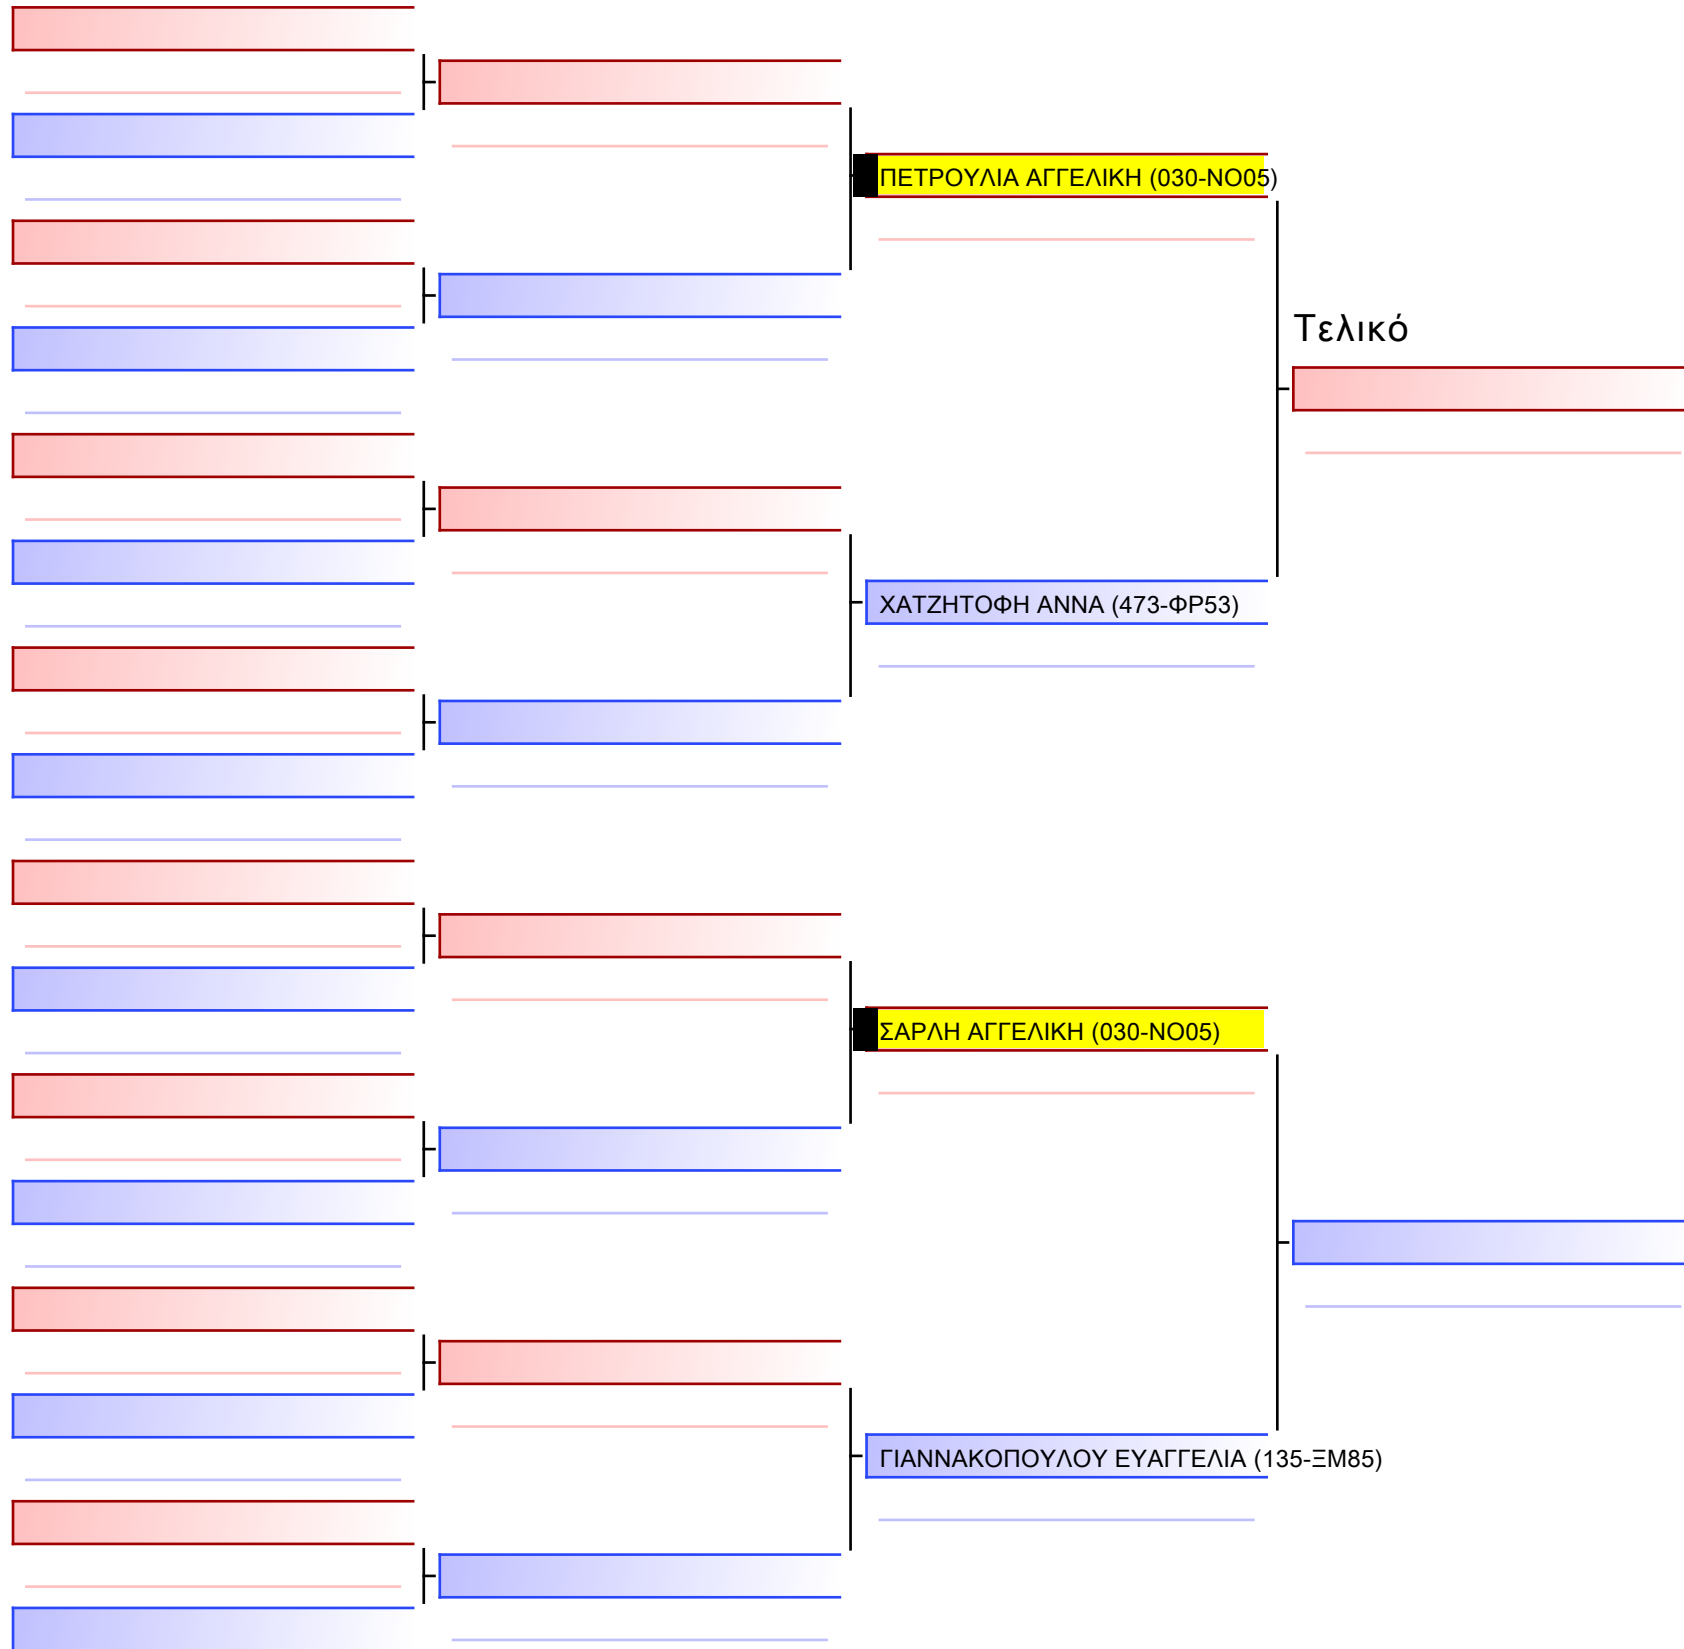 ΠΕΤΡΟΥΛΙΑ ΑΓΓΕΛΙΚΗ (030-ΝΟ05)
Τελικό
ΧΑΤΖΗΤΟΦΗ ΑΝΝΑ (473-ΦΡ53)
ΣΑΡΛΗ ΑΓΓΕΛΙΚΗ (030-ΝΟ05)
ΓΙΑΝΝΑΚΟΠΟΥΛΟΥ ΕΥΑΓΓΕΛΙΑ (135-ΞΜ85)